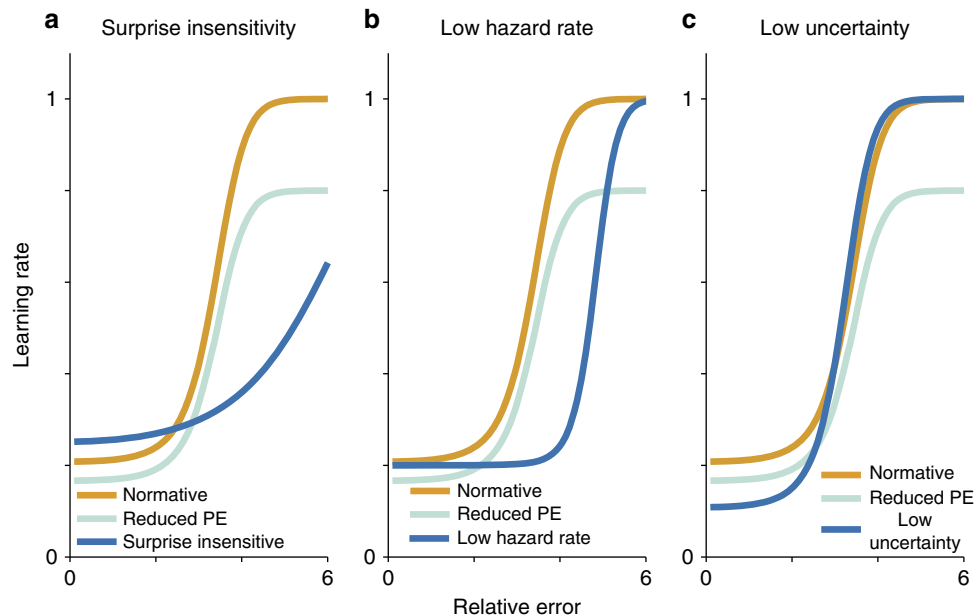 a
Surprise insensitivity
Learning rate
1
0
Normative
Reduced PE
Surprise insensitive
0
6
b
Low hazard rate
1
0
Normative
Reduced PE
Low hazard rate
0
6
c
Low uncertainty
1
0
Normative
Reduced PE
Low
uncertainty
0
6
Relative error